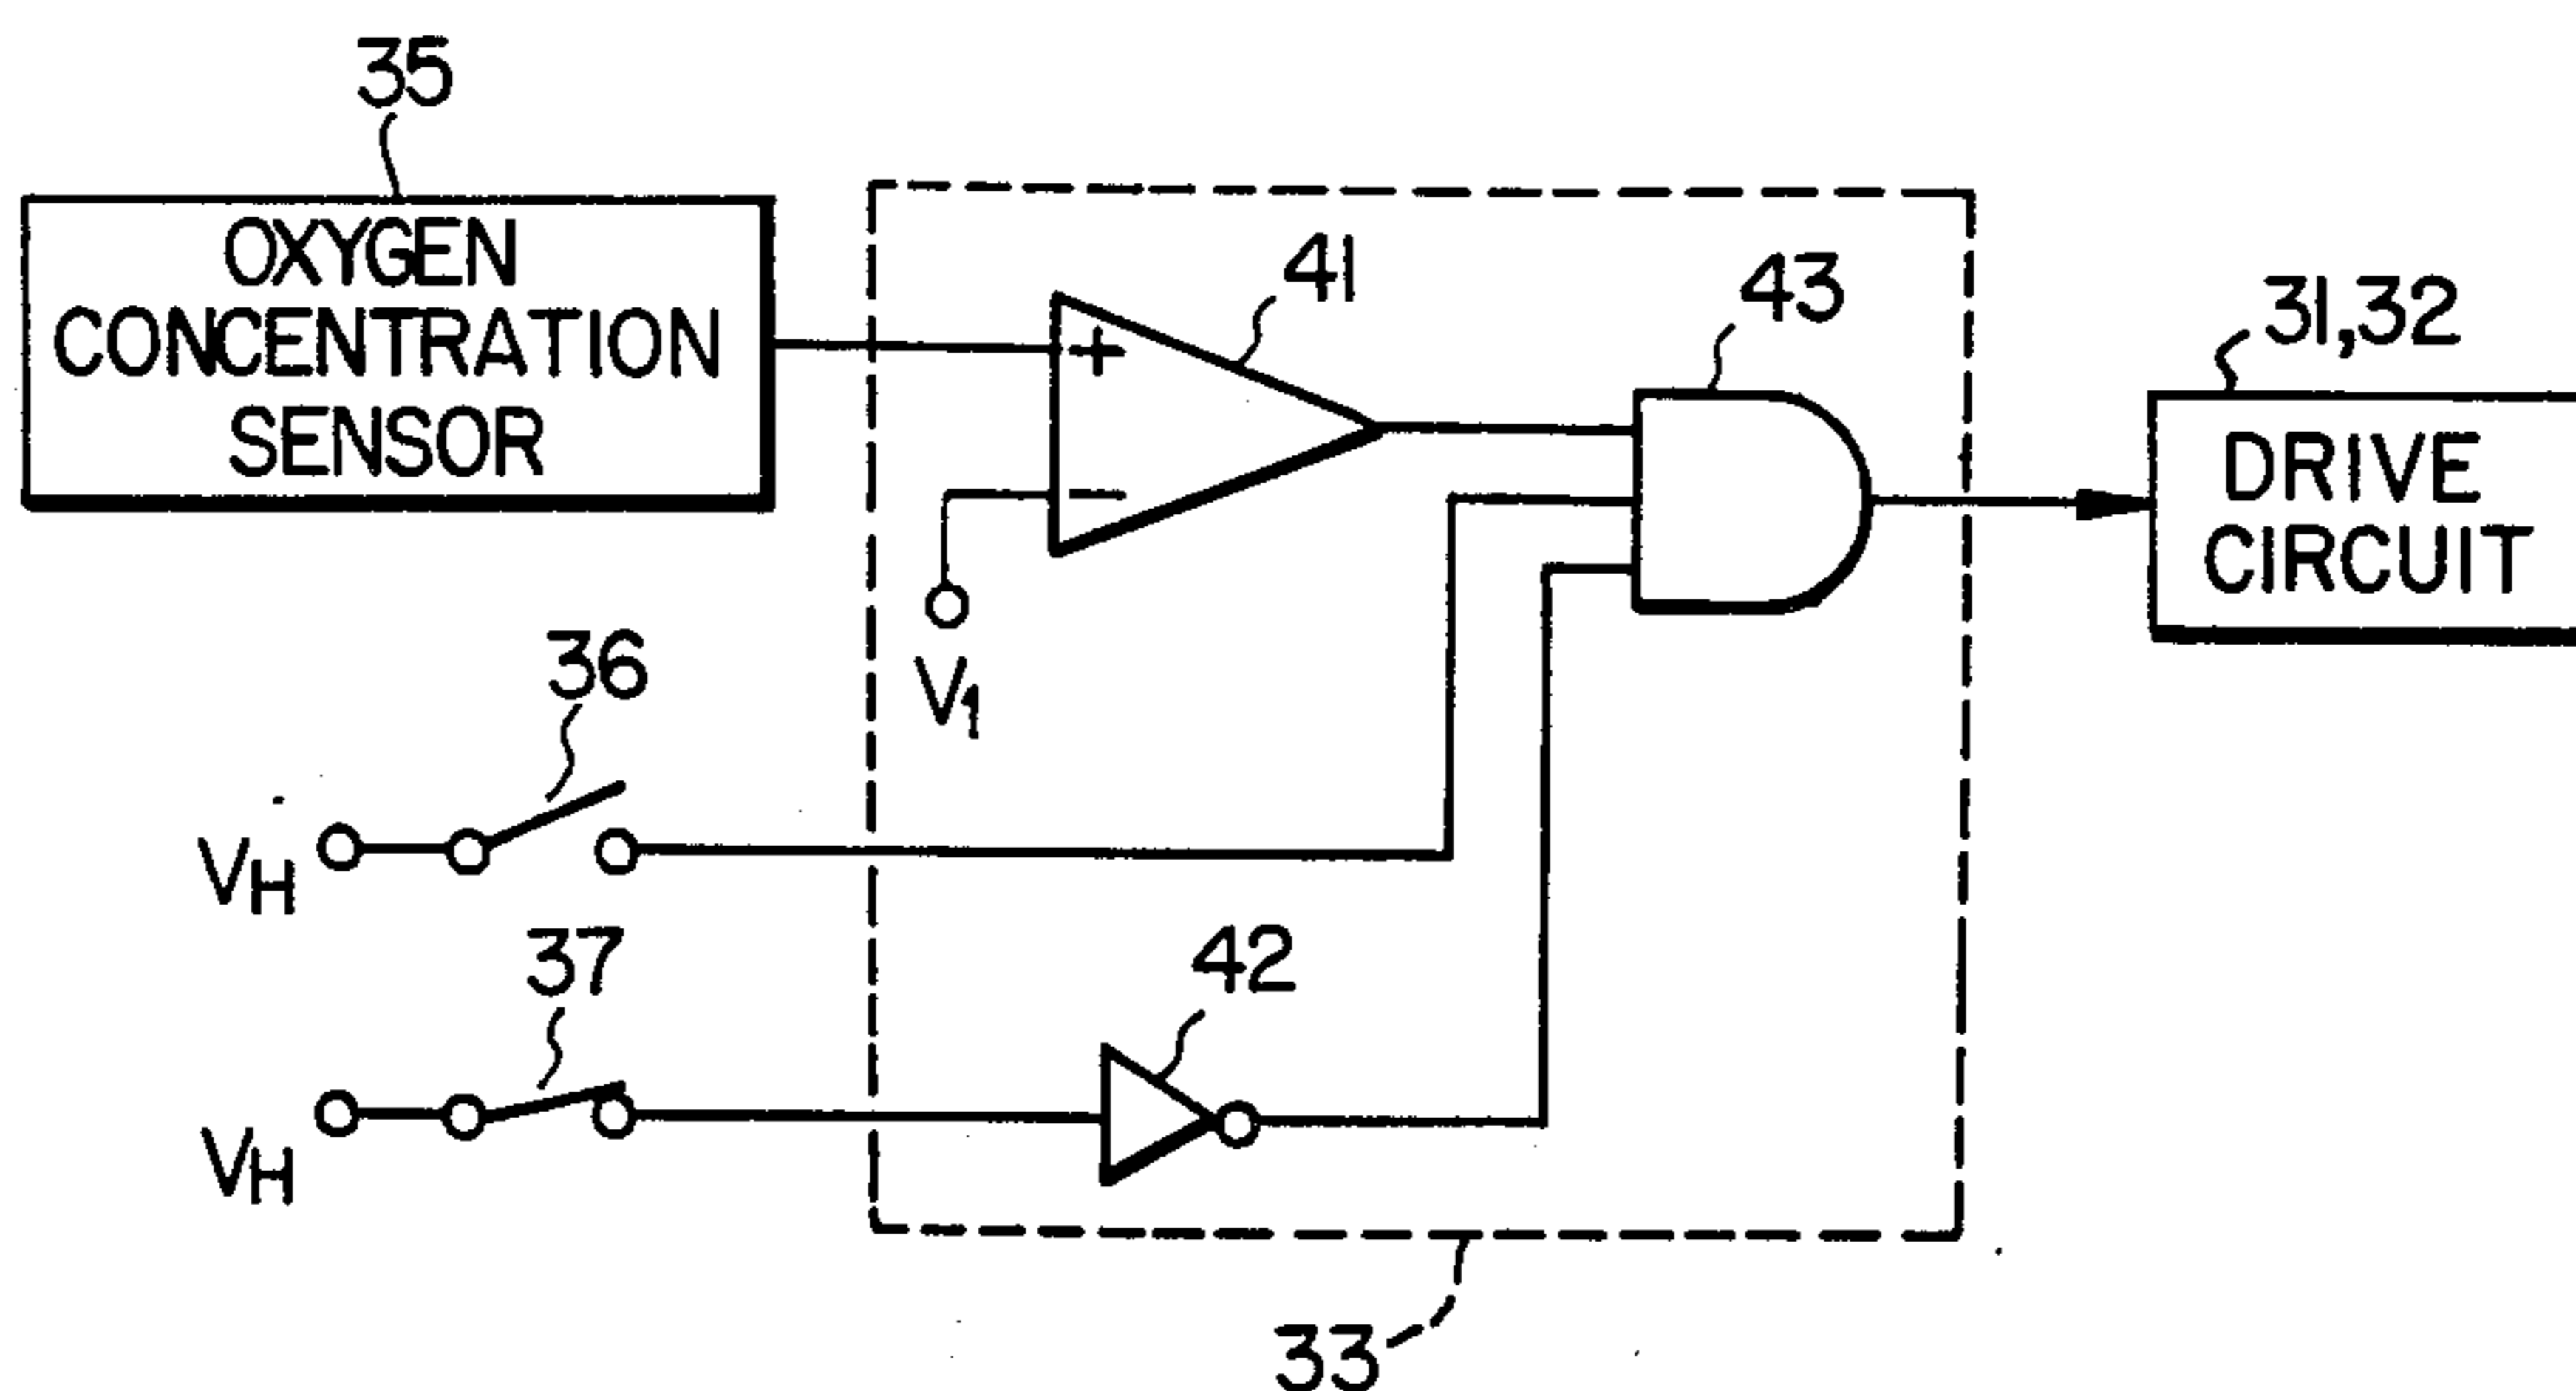 35
OXYGEN
CONCENTRATION
SENSOR
41
+
−
V1
43
31,32
DRIVE
CIRCUIT
36
VH
37
VH
42
33